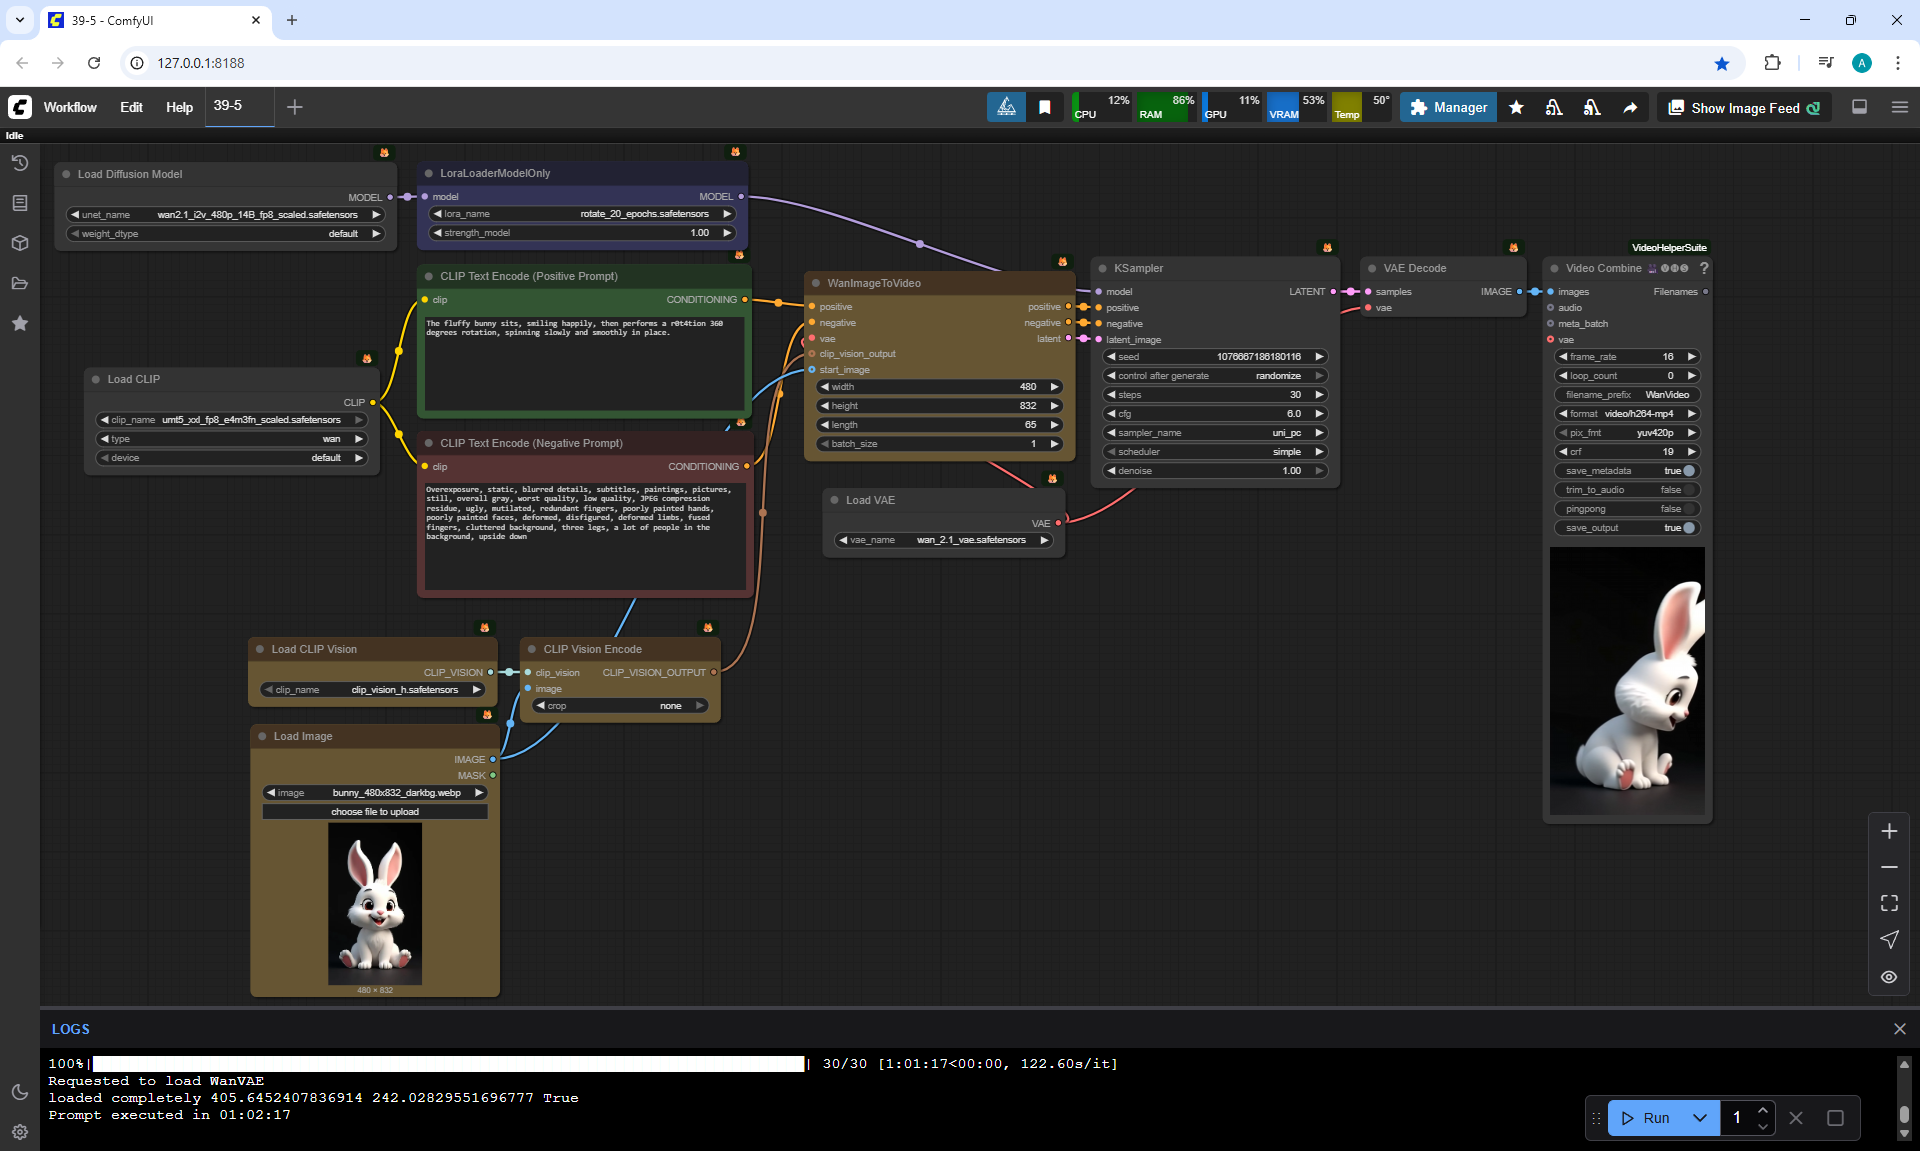 39-5 - ComfyUI
127.0.0.1:8188
A
Workflow Edit Help 39-5
12% CPU 86% RAM 11% GPU 53% VRAM 50° Temp
Manager
Show Image Feed
Idle
Load Diffusion Model
MODEL
unet_name wan2.1_i2v_480p_14B_fp8_scaled.safetensors
weight_dtype default
LoraLoaderModelOnly
model MODEL
lora_name rotate_20_epochs.safetensors
strength_model 1.00
CLIP Text Encode (Positive Prompt)
clip CONDITIONING
The fluffy bunny sits, smiling happily, then performs a r0t4tion 360
degrees rotation, spinning slowly and smoothly in place.
Load CLIP
CLIP
clip_name umt5_xxl_fp8_e4m3fn_scaled.safetensors
type wan
device default
CLIP Text Encode (Negative Prompt)
clip CONDITIONING
Overexposure, static, blurred details, subtitles, paintings, pictures,
still, overall gray, worst quality, low quality, JPEG compression
residue, ugly, mutilated, redundant fingers, poorly painted hands,
poorly painted faces, deformed, disfigured, deformed limbs, fused
fingers, cluttered background, three legs, a lot of people in the
background, upside down
WanImageToVideo
positive positive
negative negative
vae latent
clip_vision_output
start_image
width 480
height 832
length 65
batch_size 1
Load VAE
VAE
vae_name wan_2.1_vae.safetensors
KSampler
model LATENT
positive
negative
latent_image
seed 1076667186180116
control after generate randomize
steps 30
cfg 6.0
sampler_name uni_pc
scheduler simple
denoise 1.00
VAE Decode
samples IMAGE
vae
VideoHelperSuite
Video Combine VHS ?
images Filenames
audio
meta_batch
vae
frame_rate 16
loop_count 0
filename_prefix WanVideo
format video/h264-mp4
pix_fmt yuv420p
crf 19
save_metadata true
trim_to_audio false
pingpong false
save_output true
Load CLIP Vision
CLIP_VISION
clip_name clip_vision_h.safetensors
CLIP Vision Encode
clip_vision CLIP_VISION_OUTPUT
image
crop none
Load Image
IMAGE
MASK
image bunny_480x832_darkbg.webp
choose file to upload
480 × 832
LOGS
100%| | 30/30 [1:01:17<00:00, 122.60s/it]
Requested to load WanVAE
loaded completely 405.6452407836914 242.02829551696777 True
Prompt executed in 01:02:17
Run 1